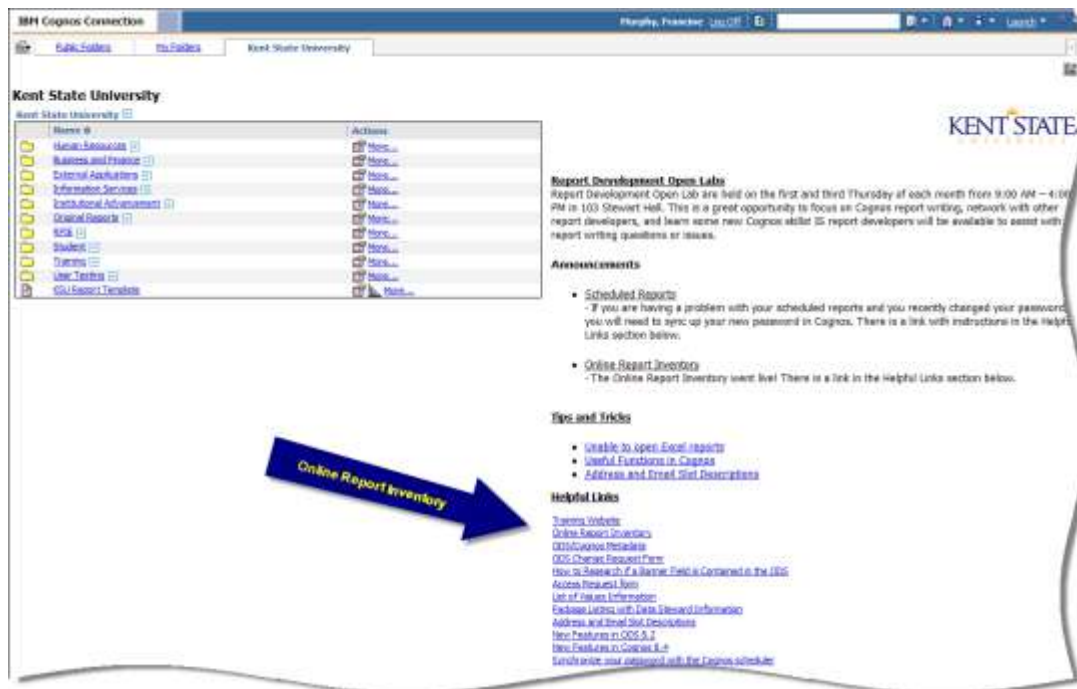 IBM Cognos Connection
Murphy, Francine Log Off
Launch
Public Folders My Folders Kent State University
Kent State University
Kent State University
KENT STATE
Name Actions
Human Resources More...
Business and Finance More...
External Applications More...
Information Services More...
Institutional Advancement More...
Original Reports More...
RPIE More...
Student More...
Training More...
User Testing More...
KSU Report Template More...
Report Development Open Labs
Report Development Open Lab are held on the first and third Thursday of each month from 9:00 AM – 4:00
PM in 103 Stewart Hall. This is a great opportunity to focus on Cognos report writing, network with other
report developers, and learn some new Cognos skills! IS report developers will be available to assist with
report writing questions or issues.
Announcements
• Scheduled Reports
- If you are having a problem with your scheduled reports and you recently changed your password,
you will need to sync up your new password in Cognos. There is a link with instructions in the Helpful
Links section below.
• Online Report Inventory
- The Online Report Inventory went live! There is a link in the Helpful Links section below.
Tips and Tricks
• Unable to open Excel reports
• Useful Functions in Cognos
• Address and Email Slot Descriptions
Online Report Inventory
Helpful Links
Training Website
Online Report Inventory
ODS/Cognos Metadata
ODS Change Request Form
How to Research if a Banner Field is Contained in the ODS
Access Request form
List of Values Information
Package Listing with Data Steward Information
Address and Email Slot Descriptions
New Features in ODS 8.2
New Features in Cognos 8.4
Synchronize your password with the Cognos scheduler